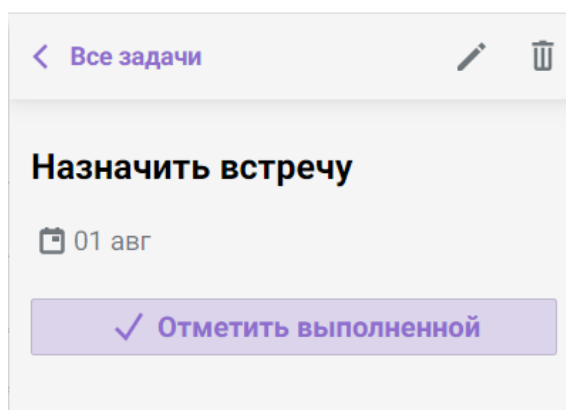 Все задачи
Назначить встречу
01 авг
Отметить выполненной